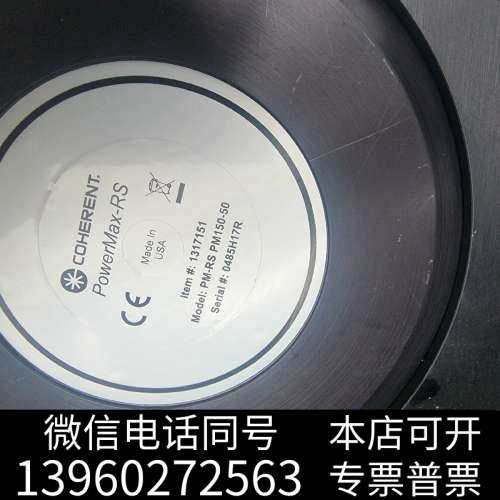 COHERENT.
PowerMax-RS
Made In
USA
CE
Item #: 1317151
Model: PM-RS PM150-50
Serial #: 0485H17R
微信电话同号
13960272563
本店可开
专票普票